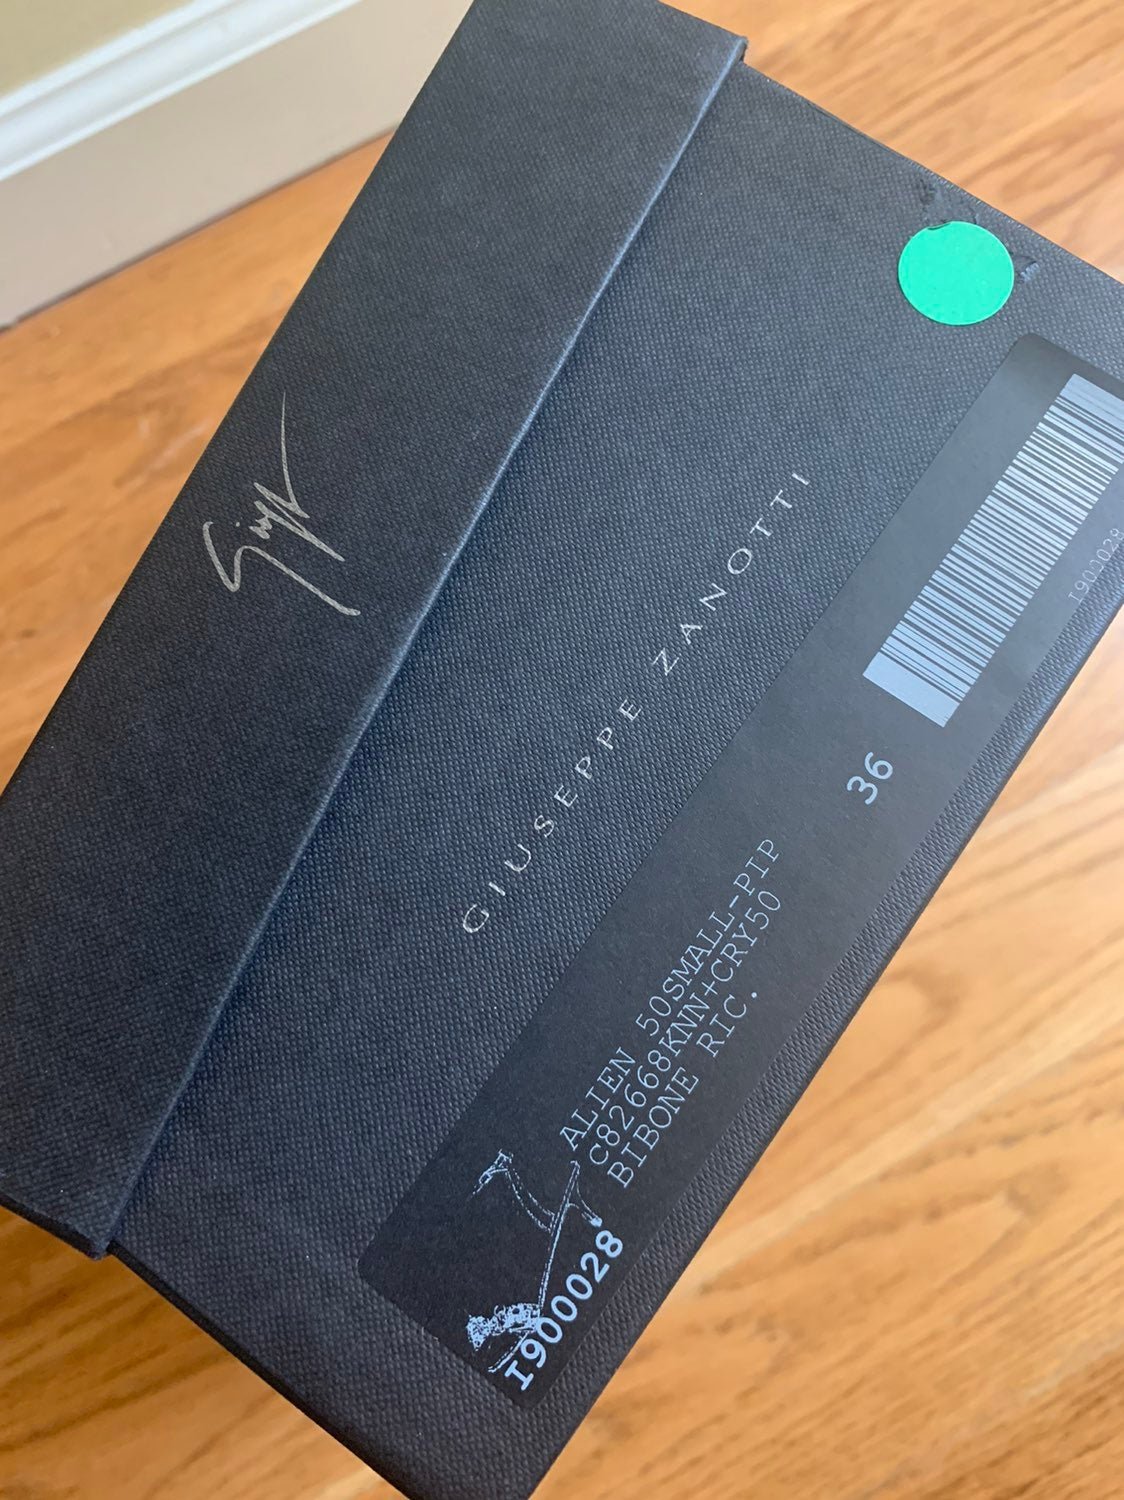 GIUSEPPE ZANOTTI
I900028
36
ALIEN 50SMALL-PIP
C82668KNN+CRY50
BIBONE RIC.
I900028